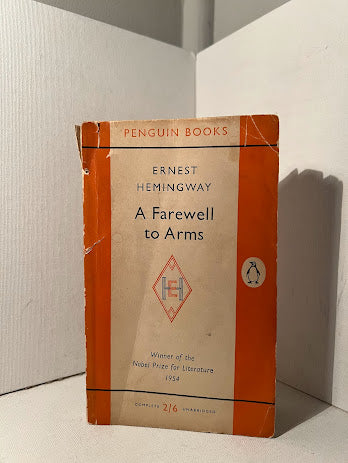 PENGUIN BOOKS
ERNEST
HEMINGWAY
A Farewell
to Arms
H E H
Winner of the
Nobel Prize for Literature
1954
COMPLETE 2/6 UNABRIDGED